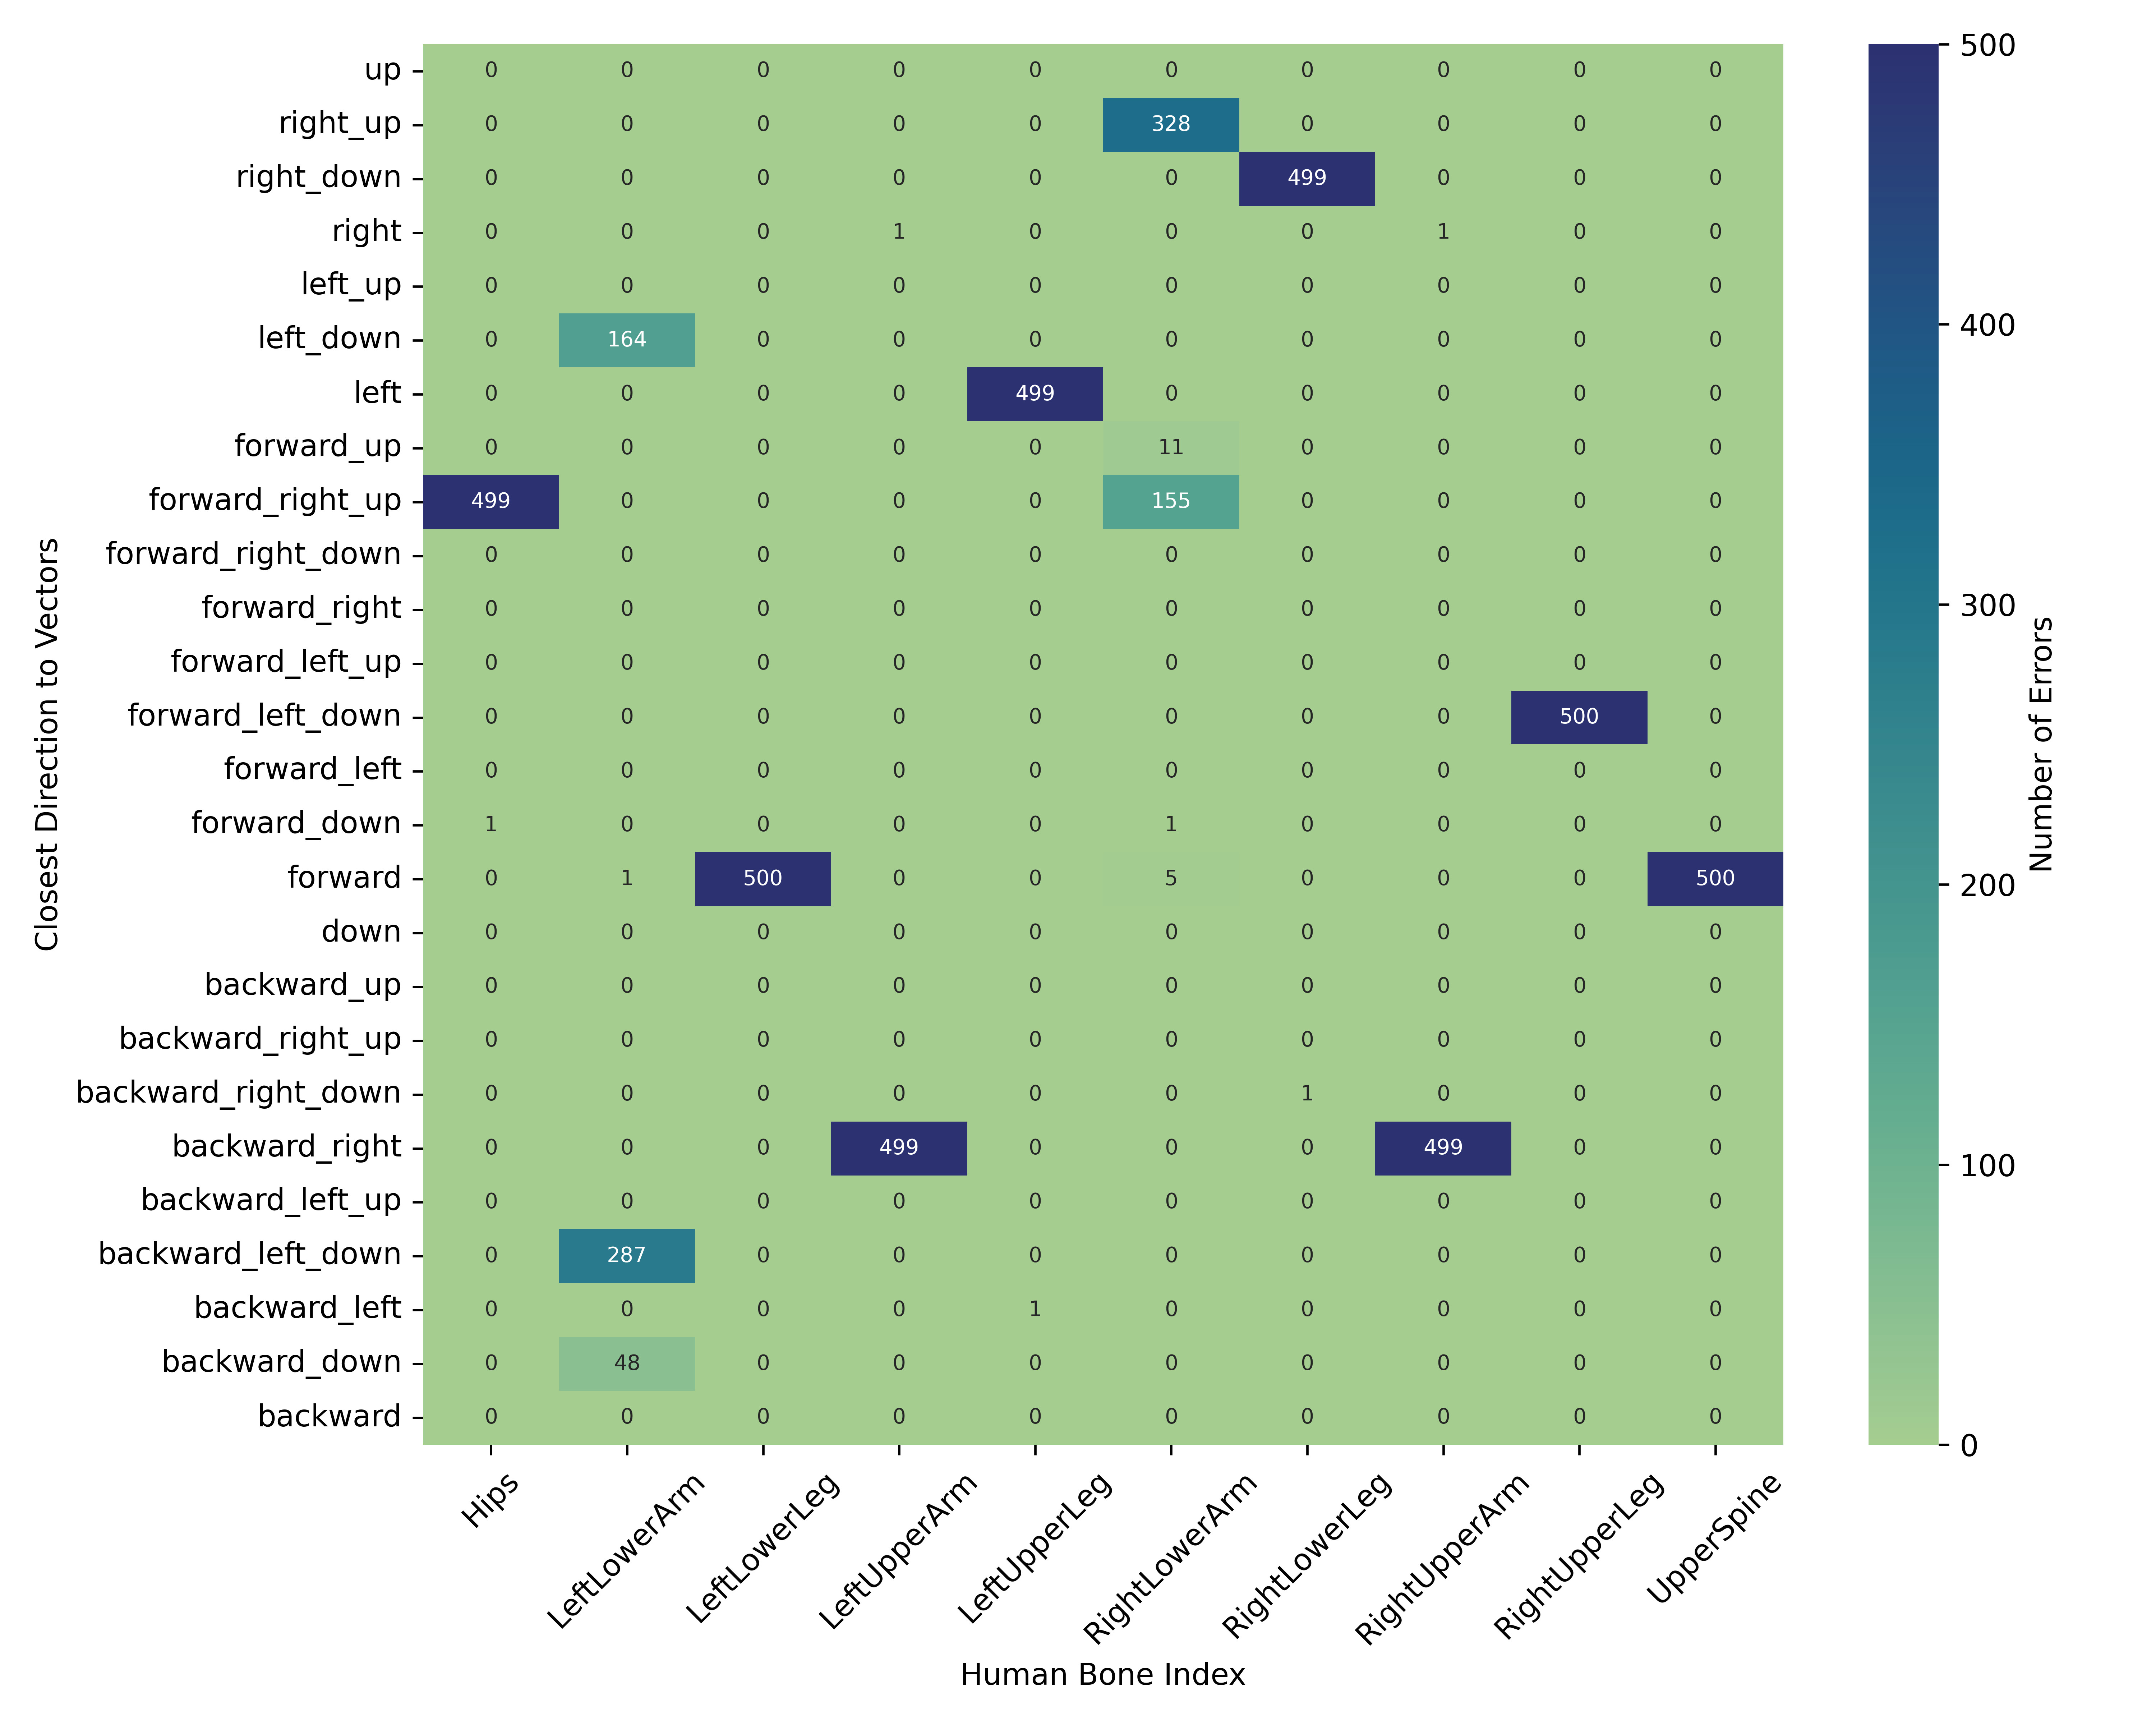 up 0 0 0 0 0 0 0 0 0 0
right_up 0 0 0 0 0 328 0 0 0 0
right_down 0 0 0 0 0 0 499 0 0 0
right 0 0 0 1 0 0 0 1 0 0
left_up 0 0 0 0 0 0 0 0 0 0
left_down 0 164 0 0 0 0 0 0 0 0
left 0 0 0 0 499 0 0 0 0 0
forward_up 0 0 0 0 0 11 0 0 0 0
forward_right_up 499 0 0 0 0 155 0 0 0 0
forward_right_down 0 0 0 0 0 0 0 0 0 0
forward_right 0 0 0 0 0 0 0 0 0 0
forward_left_up 0 0 0 0 0 0 0 0 0 0
forward_left_down 0 0 0 0 0 0 0 0 500 0
forward_left 0 0 0 0 0 0 0 0 0 0
forward_down 1 0 0 0 0 1 0 0 0 0
forward 0 1 500 0 0 5 0 0 0 500
down 0 0 0 0 0 0 0 0 0 0
backward_up 0 0 0 0 0 0 0 0 0 0
backward_right_up 0 0 0 0 0 0 0 0 0 0
backward_right_down 0 0 0 0 0 0 1 0 0 0
backward_right 0 0 0 499 0 0 0 499 0 0
backward_left_up 0 0 0 0 0 0 0 0 0 0
backward_left_down 0 287 0 0 0 0 0 0 0 0
backward_left 0 0 0 0 1 0 0 0 0 0
backward_down 0 48 0 0 0 0 0 0 0 0
backward 0 0 0 0 0 0 0 0 0 0
Closest Direction to Vectors
Hips
LeftLowerArm
LeftLowerLeg
LeftUpperArm
LeftUpperLeg
RightLowerArm
RightLowerLeg
RightUpperArm
RightUpperLeg
UpperSpine
Human Bone Index
500
400
300
200
100
0
Number of Errors